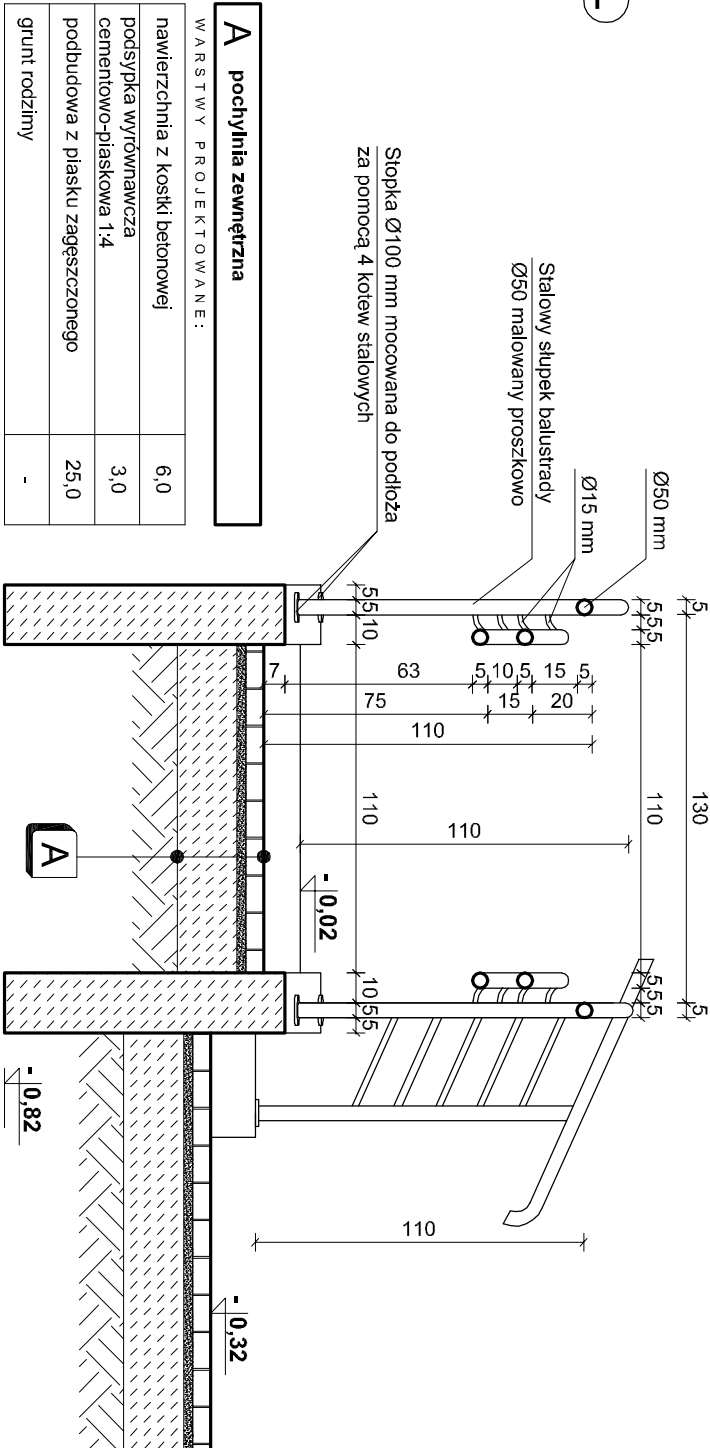 Ø50 mm
Ø15 mm
Stalowy słupek balustrady
Ø50 malowany proszkowo
Stopka Ø100 mm mocowana do podłoża
za pomocą 4 kotew stalowych
5 130 5
5 5 5 110 5 5 5
5 5 10 110 10 5 5
7 63 5 10 5 15 5
75 15 20
110
110
110
- 0,02
- 0,32
- 0,82
A
A pochylnia zewnętrzna
WARSTWY PROJEKTOWANE:
nawierzchnia z kostki betonowej 6,0
podsypka wyrównawcza
cementowo-piaskowa 1:4 3,0
podbudowa z piasku zagęszczonego 25,0
grunt rodzimy -